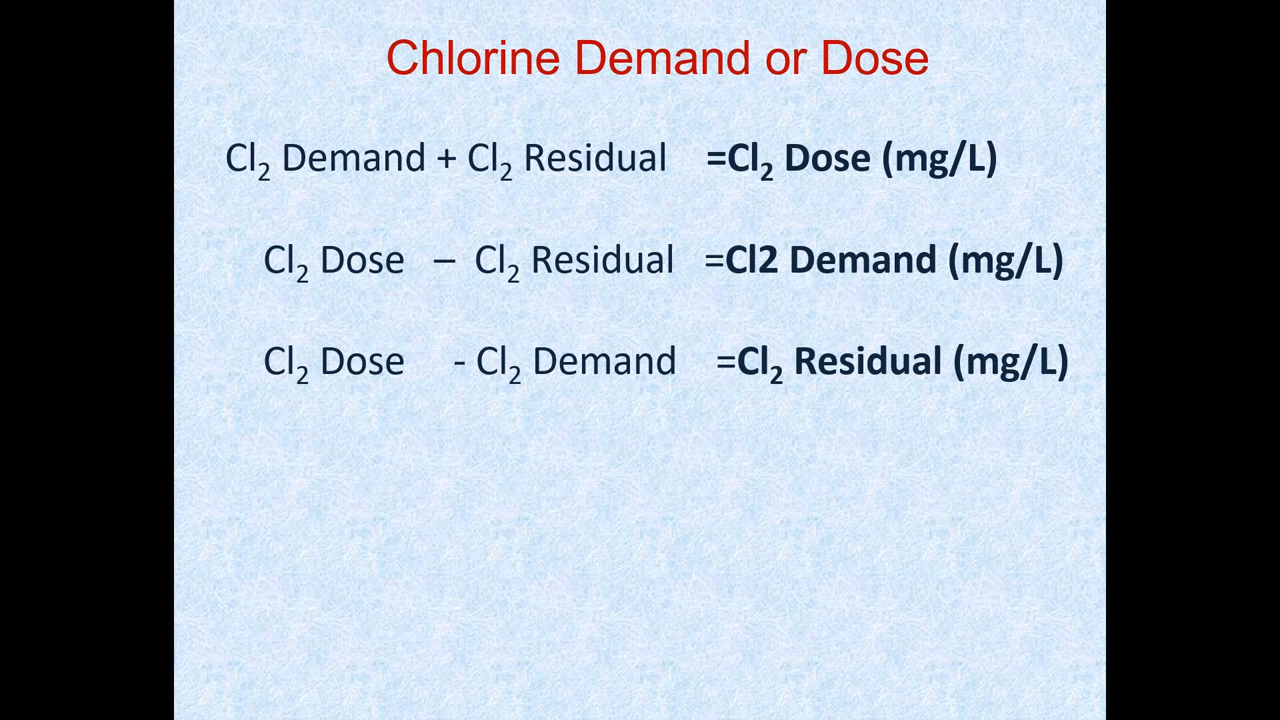 Chlorine Demand or Dose
Cl₂ Demand + Cl₂ Residual =Cl₂ Dose (mg/L)
Cl₂ Dose – Cl₂ Residual =Cl2 Demand (mg/L)
Cl₂ Dose - Cl₂ Demand =Cl₂ Residual (mg/L)